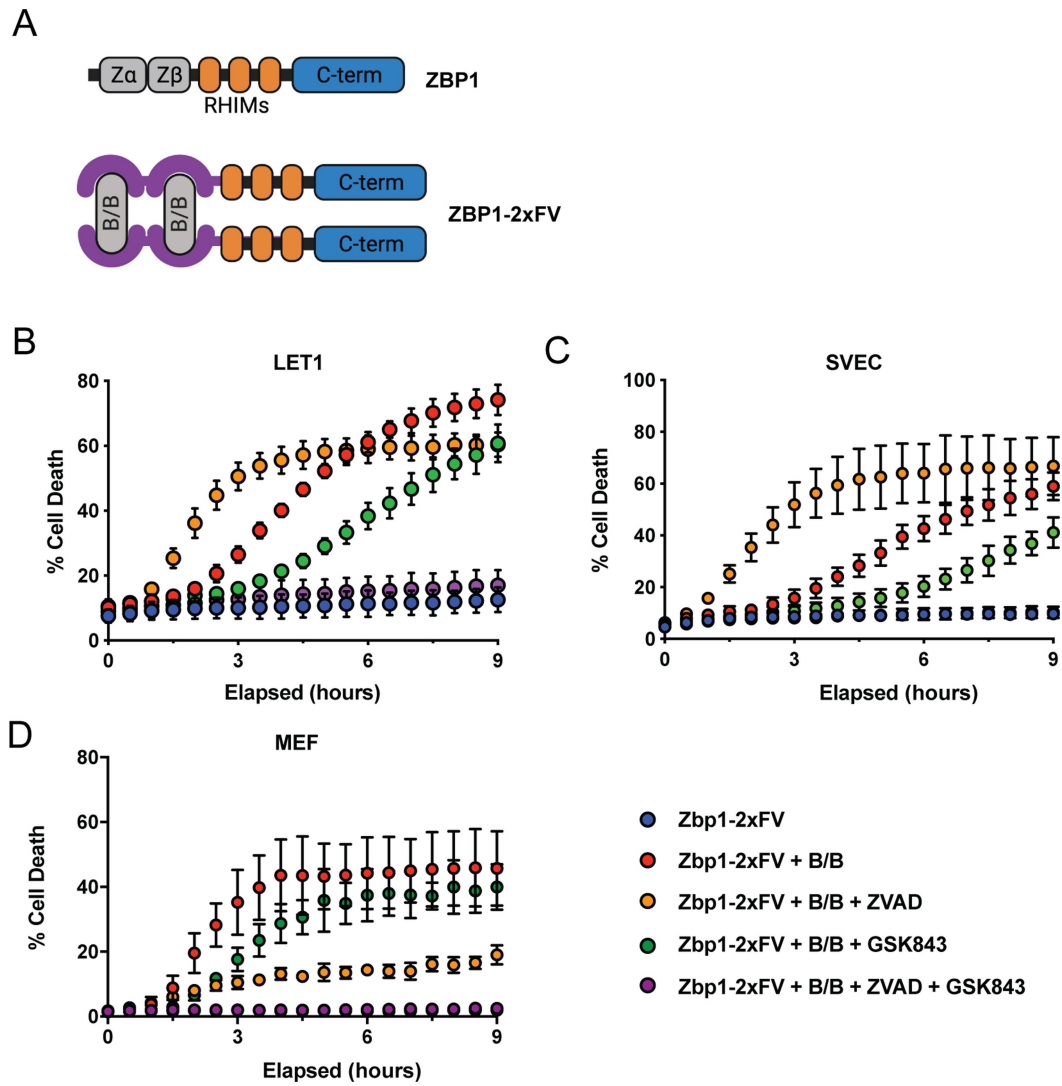 A
Zα Zβ C-term ZBP1
RHIMs
B/B B/B C-term
ZBP1-2xFV
C-term
B
LET1
% Cell Death
80
60
40
20
0
0 3 6 9
Elapsed (hours)
C
SVEC
% Cell Death
100
80
60
40
20
0
0 3 6 9
Elapsed (hours)
D
MEF
% Cell Death
80
60
40
20
0
0 3 6 9
Elapsed (hours)
Zbp1-2xFV
Zbp1-2xFV + B/B
Zbp1-2xFV + B/B + ZVAD
Zbp1-2xFV + B/B + GSK843
Zbp1-2xFV + B/B + ZVAD + GSK843